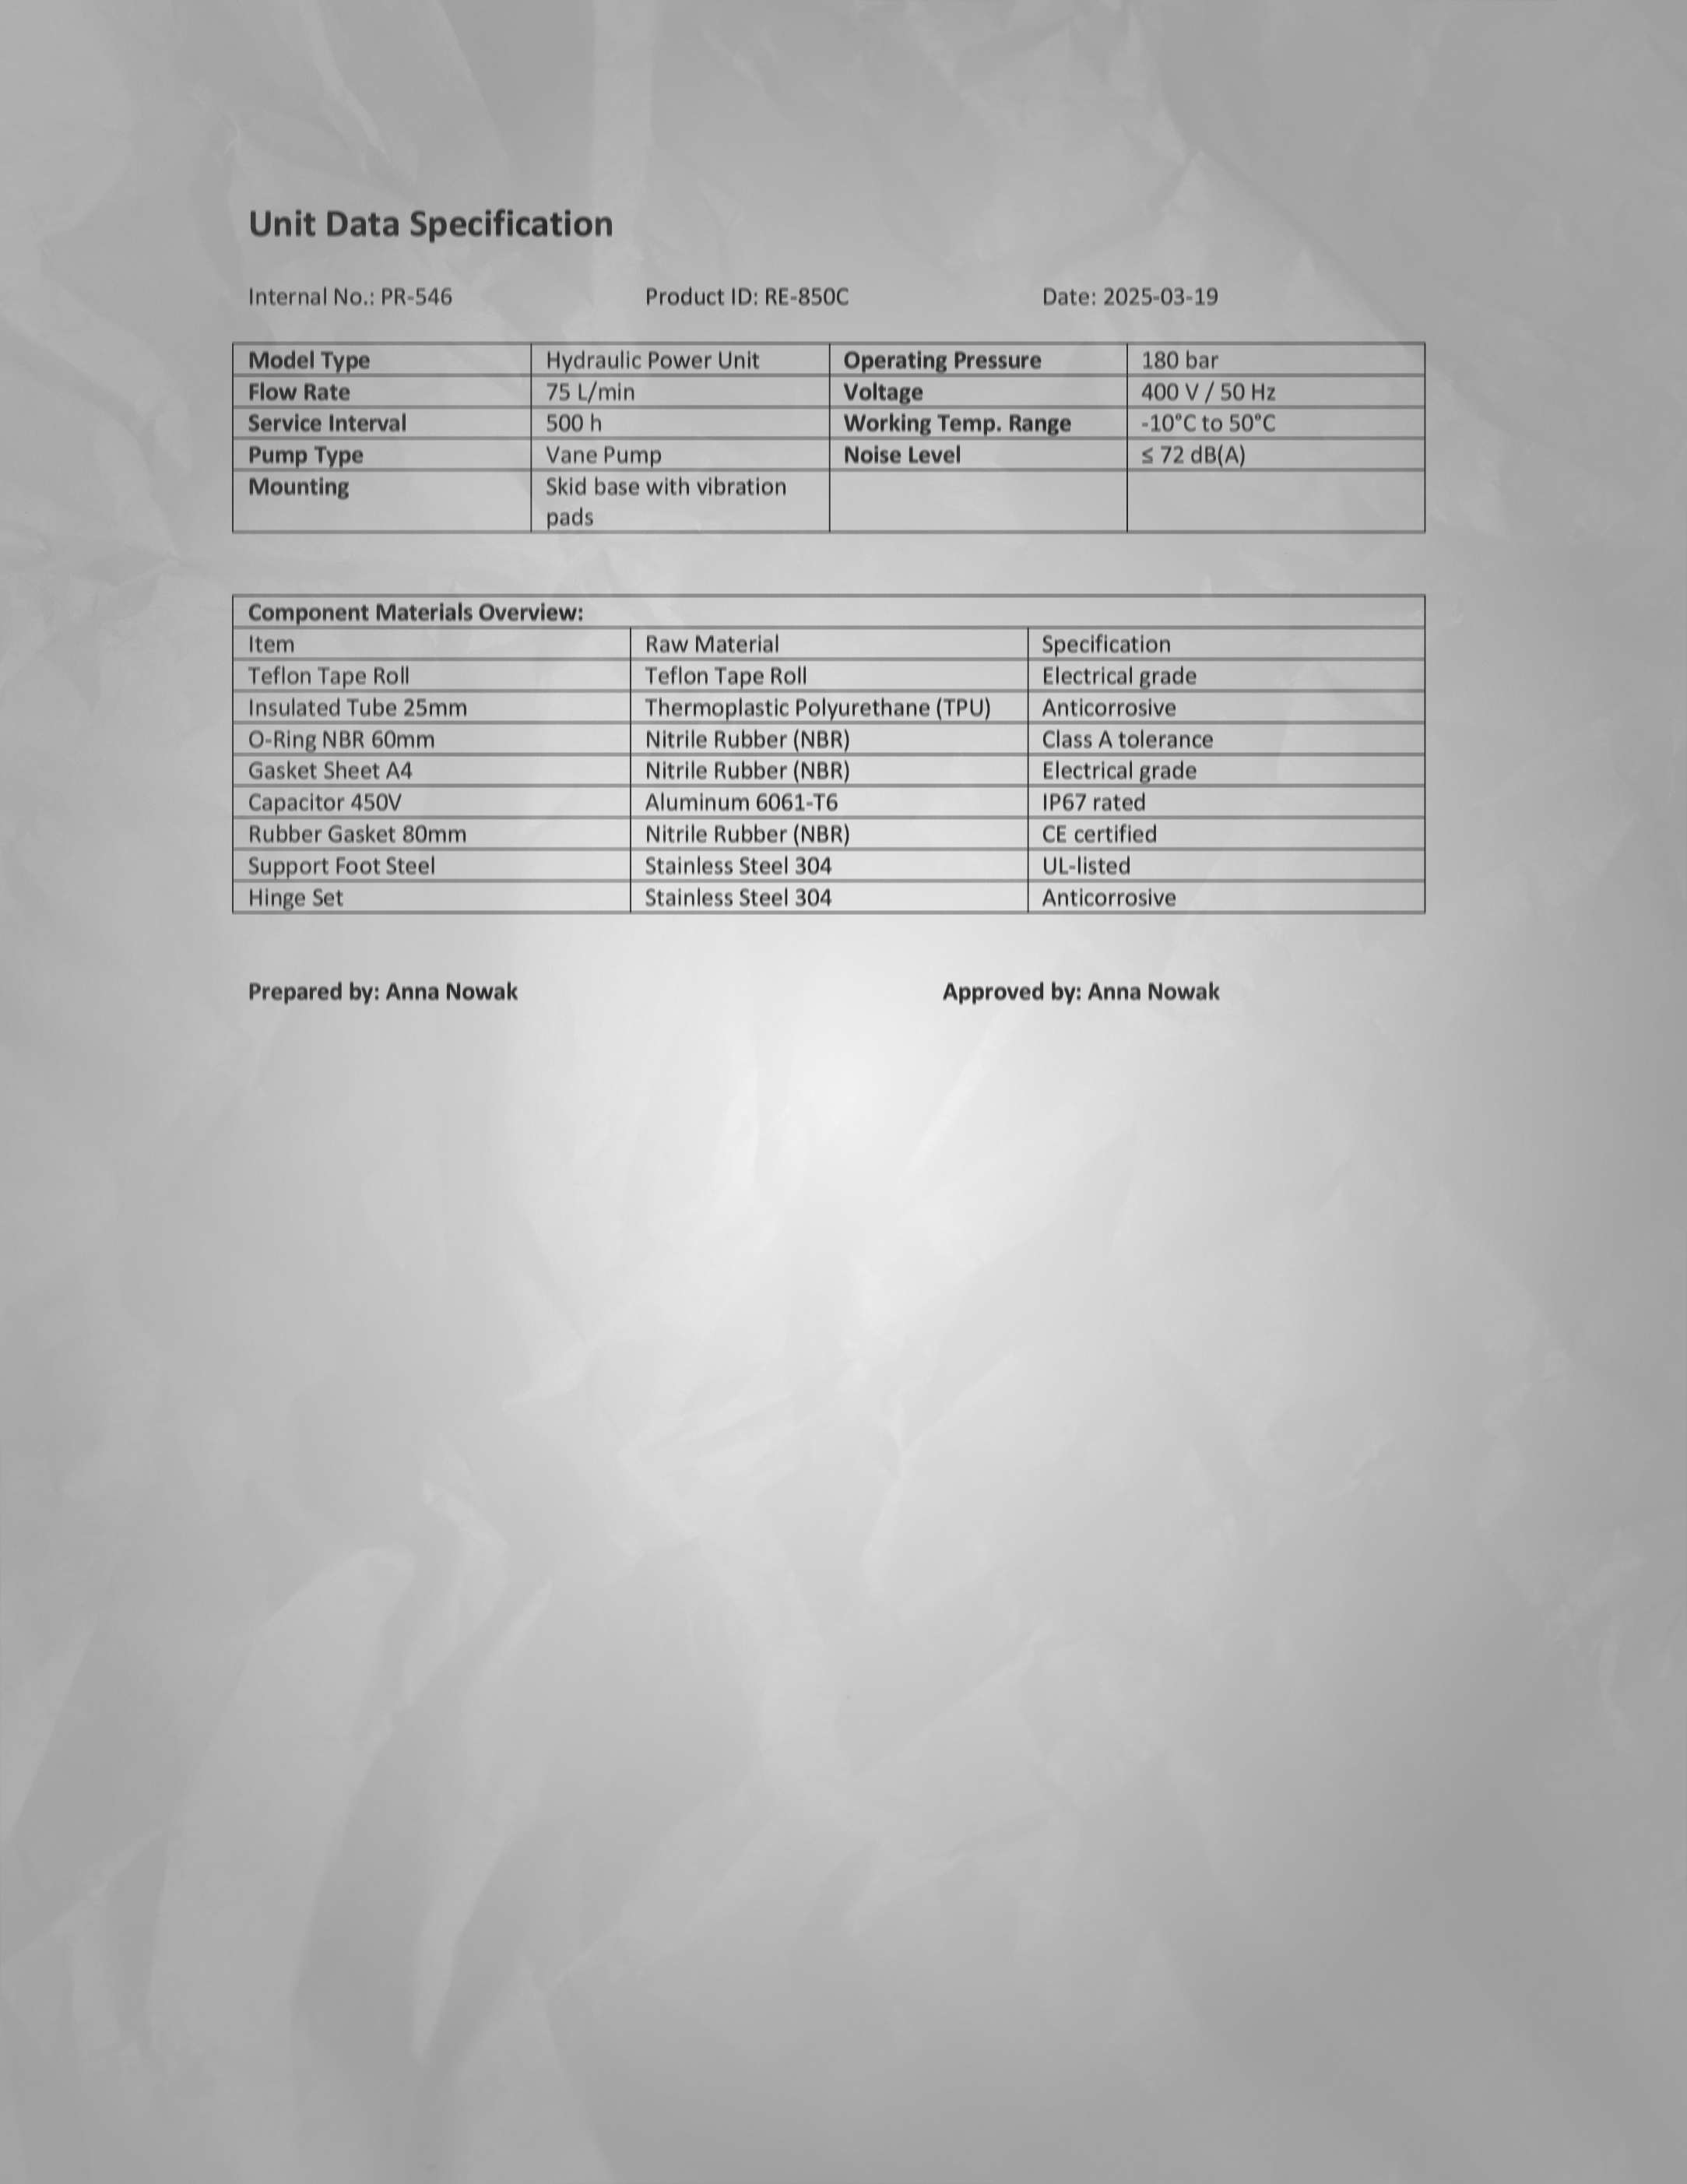 Unit Data Specification
Internal No.: PR-546 Product ID: RE-850C Date: 2025-03-19
Model Type Hydraulic Power Unit Operating Pressure 180 bar
Flow Rate 75 L/min Voltage 400 V / 50 Hz
Service Interval 500 h Working Temp. Range -10°C to 50°C
Pump Type Vane Pump Noise Level ≤ 72 dB(A)
Mounting Skid base with vibration
pads
Component Materials Overview:
Item Raw Material Specification
Teflon Tape Roll Teflon Tape Roll Electrical grade
Insulated Tube 25mm Thermoplastic Polyurethane (TPU) Anticorrosive
O-Ring NBR 60mm Nitrile Rubber (NBR) Class A tolerance
Gasket Sheet A4 Nitrile Rubber (NBR) Electrical grade
Capacitor 450V Aluminum 6061-T6 IP67 rated
Rubber Gasket 80mm Nitrile Rubber (NBR) CE certified
Support Foot Steel Stainless Steel 304 UL-listed
Hinge Set Stainless Steel 304 Anticorrosive
Prepared by: Anna Nowak Approved by: Anna Nowak